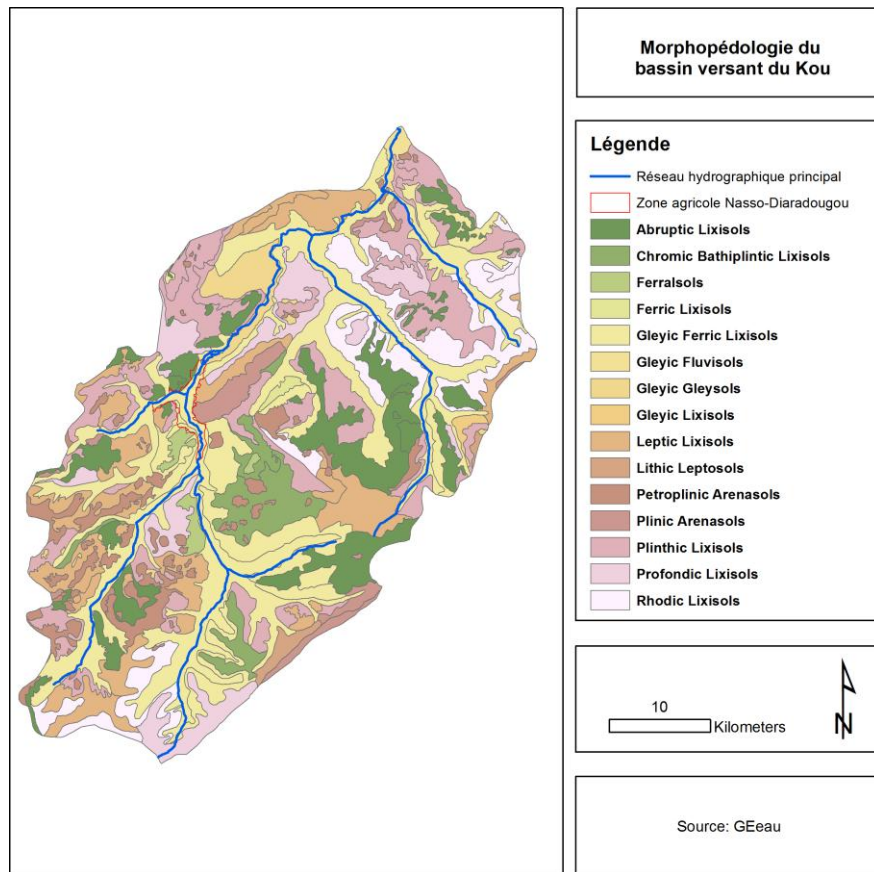 Morphopédologie du
bassin versant du Kou
Légende
Réseau hydrographique principal
Zone agricole Nasso-Diaradougou
Abruptic Lixisols
Chromic Bathiplintic Lixisols
Ferralsols
Ferric Lixisols
Gleyic Ferric Lixisols
Gleyic Fluvisols
Gleyic Gleysols
Gleyic Lixisols
Leptic Lixisols
Lithic Leptosols
Petroplinic Arenasols
Plinic Arenasols
Plinthic Lixisols
Profondic Lixisols
Rhodic Lixisols
10
Kilometers
N
Source: GEeau